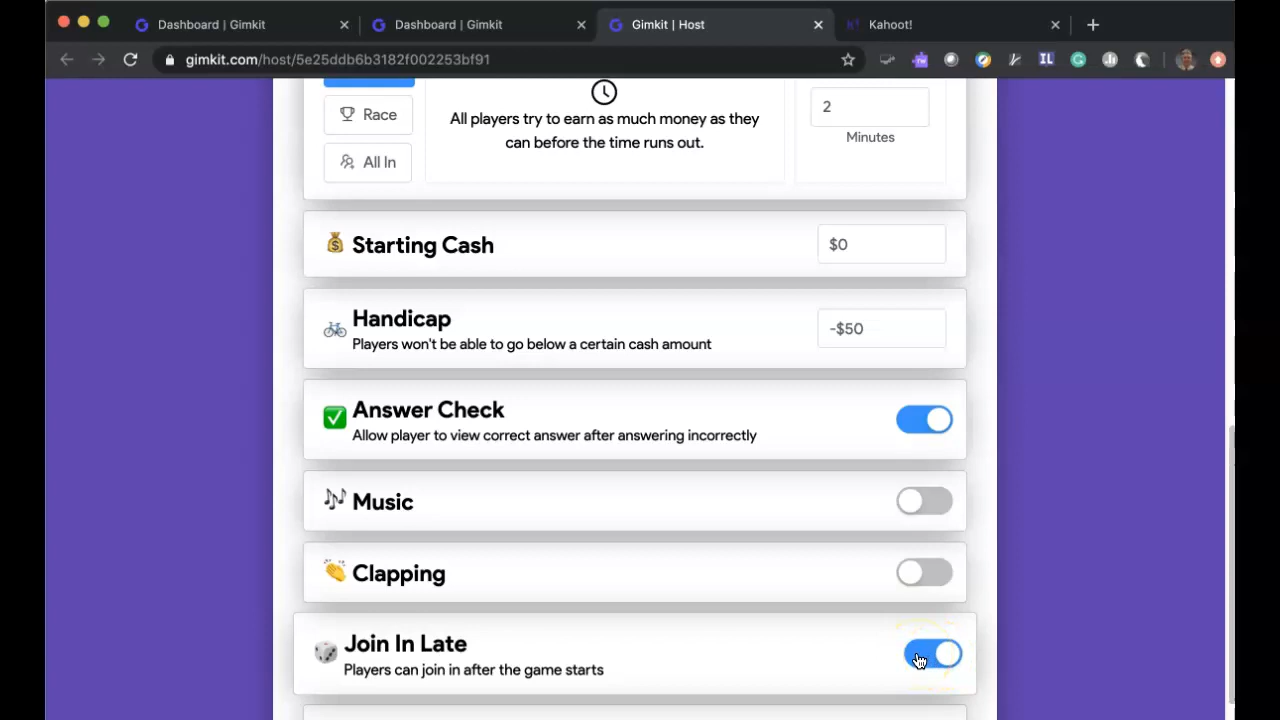 Dashboard | Gimkit
Dashboard | Gimkit
Gimkit | Host
Kahoot!
gimkit.com/host/5e25ddb6b3182f002253bf91
Race
All In
All players try to earn as much money as they
can before the time runs out.
2
Minutes
Starting Cash
$0
Handicap
Players won't be able to go below a certain cash amount
-$50
Answer Check
Allow player to view correct answer after answering incorrectly
Music
Clapping
Join In Late
Players can join in after the game starts